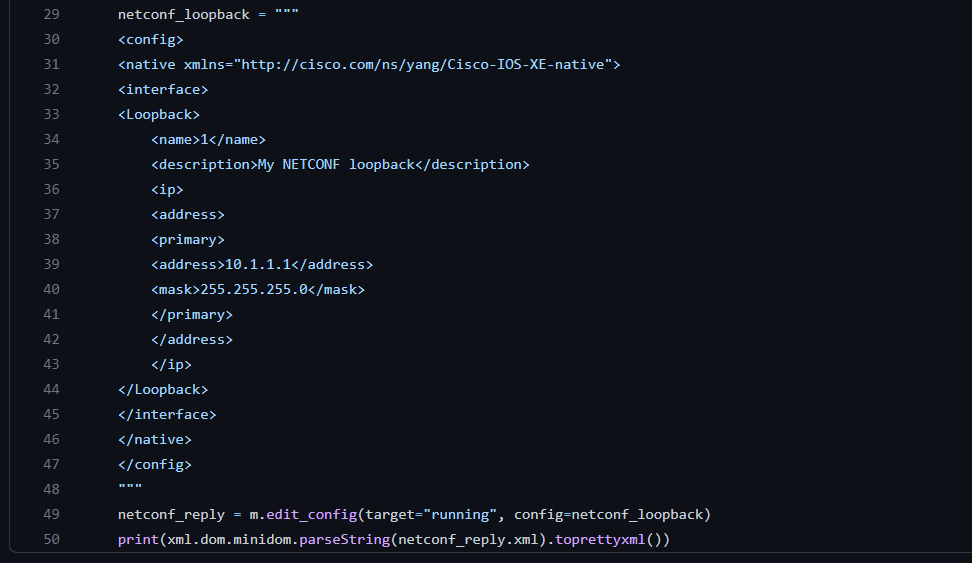 29 netconf_loopback = """
30 <config>
31 <native xmlns="http://cisco.com/ns/yang/Cisco-IOS-XE-native">
32 <interface>
33 <Loopback>
34     <name>1</name>
35     <description>My NETCONF loopback</description>
36     <ip>
37     <address>
38     <primary>
39     <address>10.1.1.1</address>
40     <mask>255.255.255.0</mask>
41     </primary>
42     </address>
43     </ip>
44 </Loopback>
45 </interface>
46 </native>
47 </config>
48 """
49 netconf_reply = m.edit_config(target="running", config=netconf_loopback)
50 print(xml.dom.minidom.parseString(netconf_reply.xml).toprettyxml())